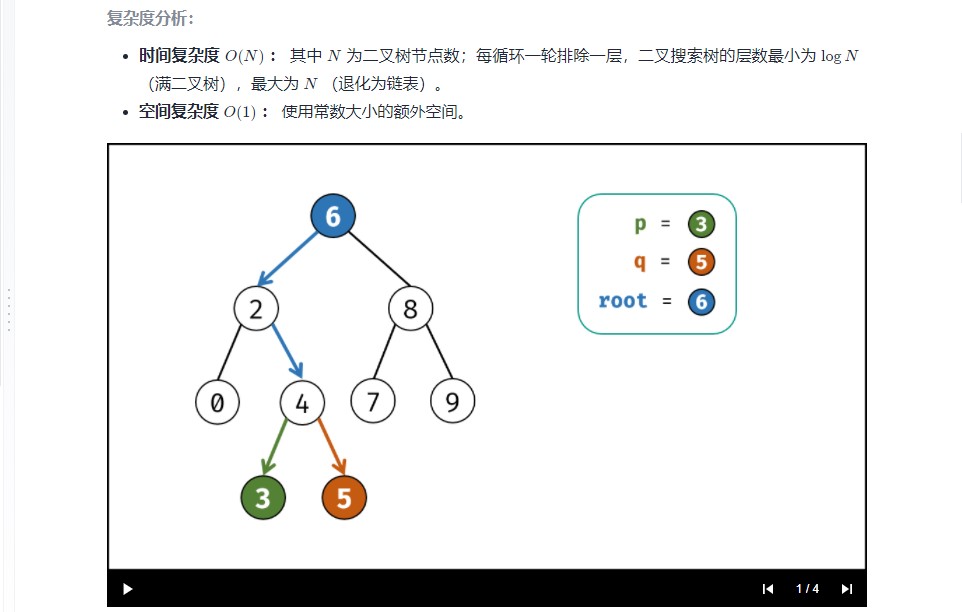 复杂度分析：
• 时间复杂度 O(N)： 其中 N 为二叉树节点数；每循环一轮排除一层，二叉搜索树的层数最小为 log N
（满二叉树），最大为 N （退化为链表）。
• 空间复杂度 O(1)： 使用常数大小的额外空间。
6
p = 3
q = 5
root = 6
2
8
0
4
7
9
3
5
1 / 4